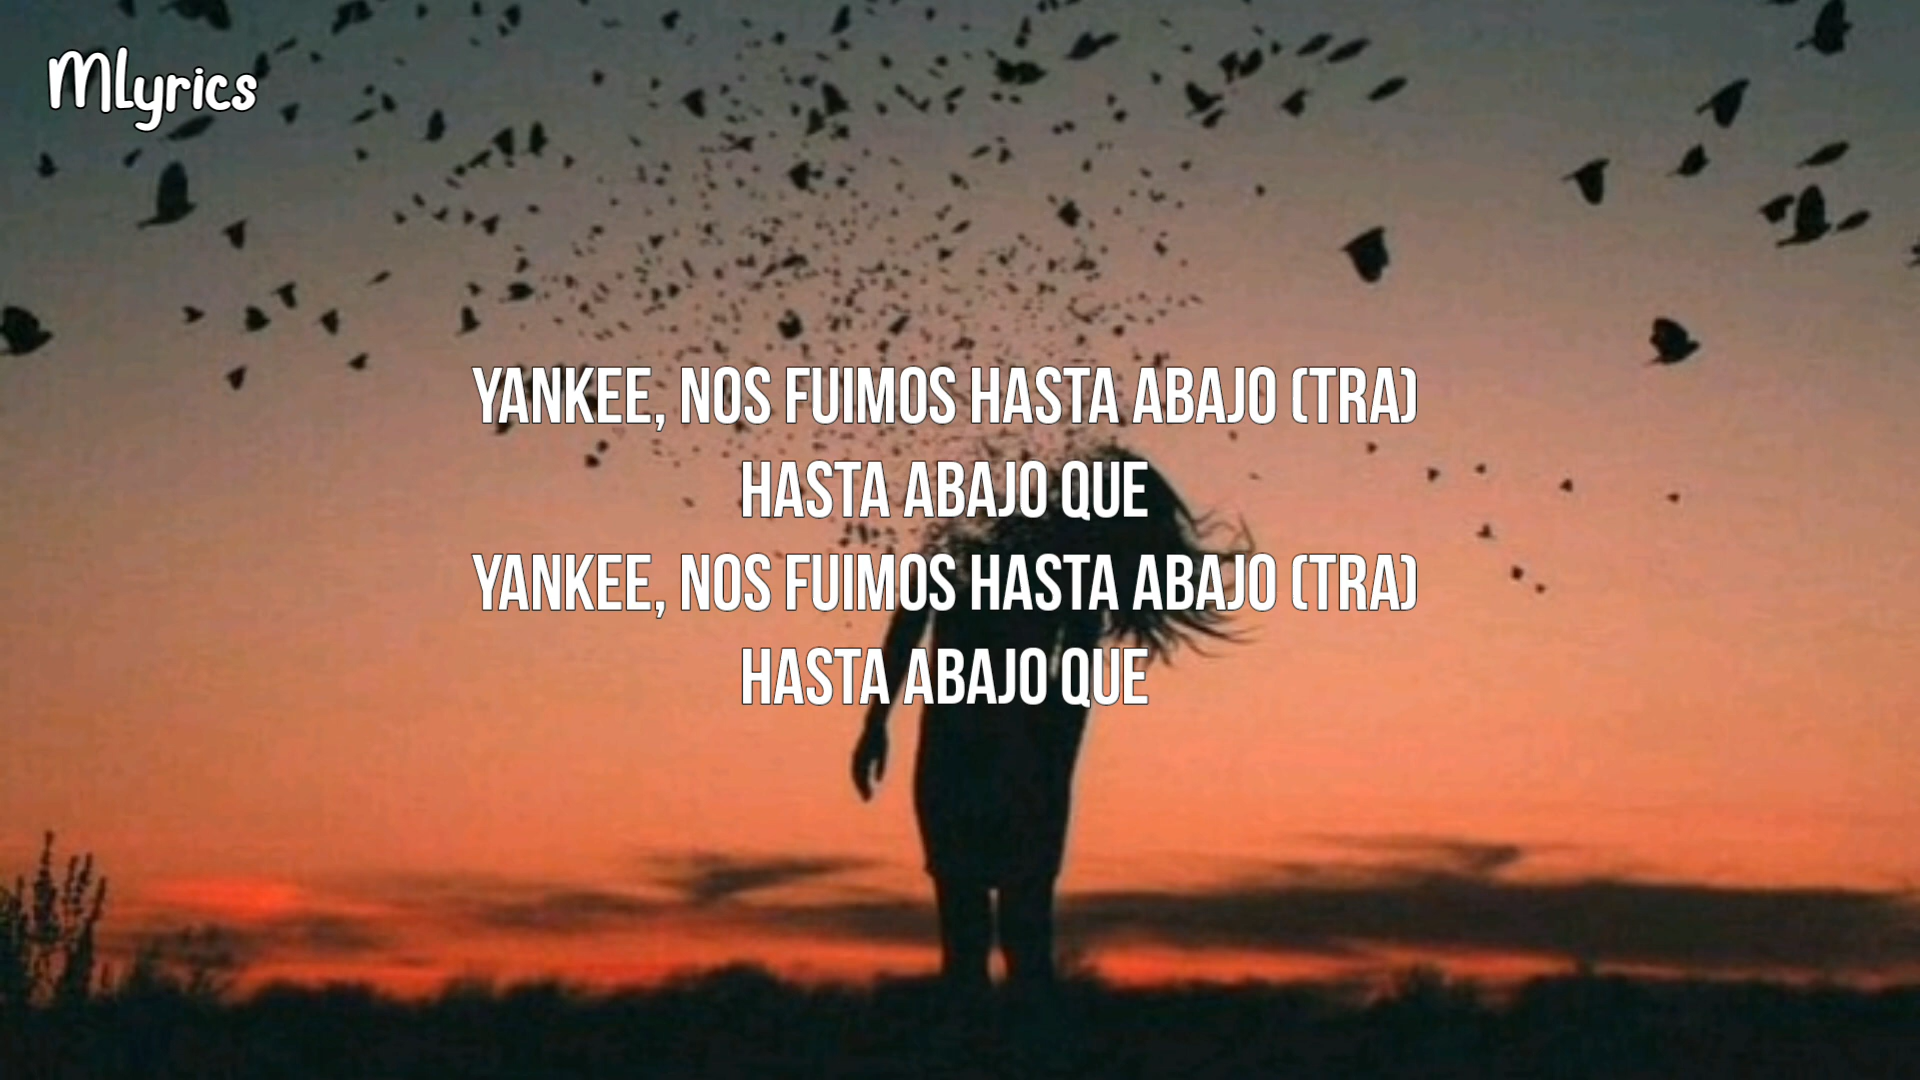 MLyrics
YANKEE, NOS FUIMOS HASTA ABAJO (TRA)
HASTA ABAJO QUE
YANKEE, NOS FUIMOS HASTA ABAJO (TRA)
HASTA ABAJO QUE